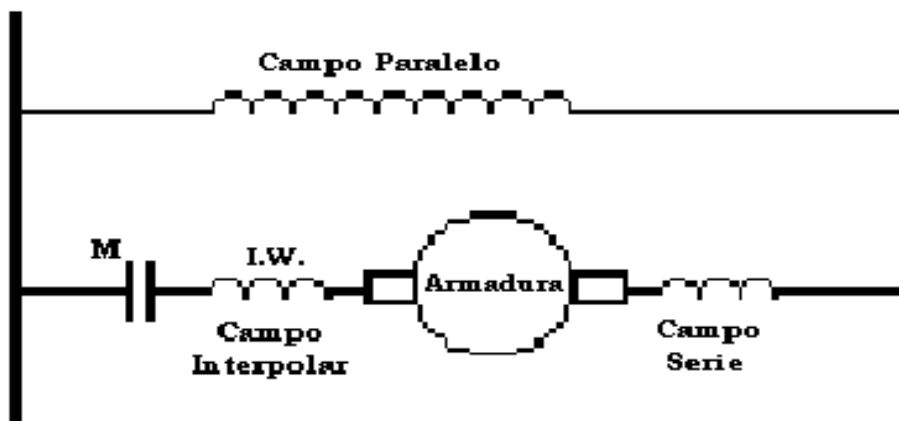 Campo Paralelo
M
I.W.
Armadura
Campo
Interpolar
Campo
Serie